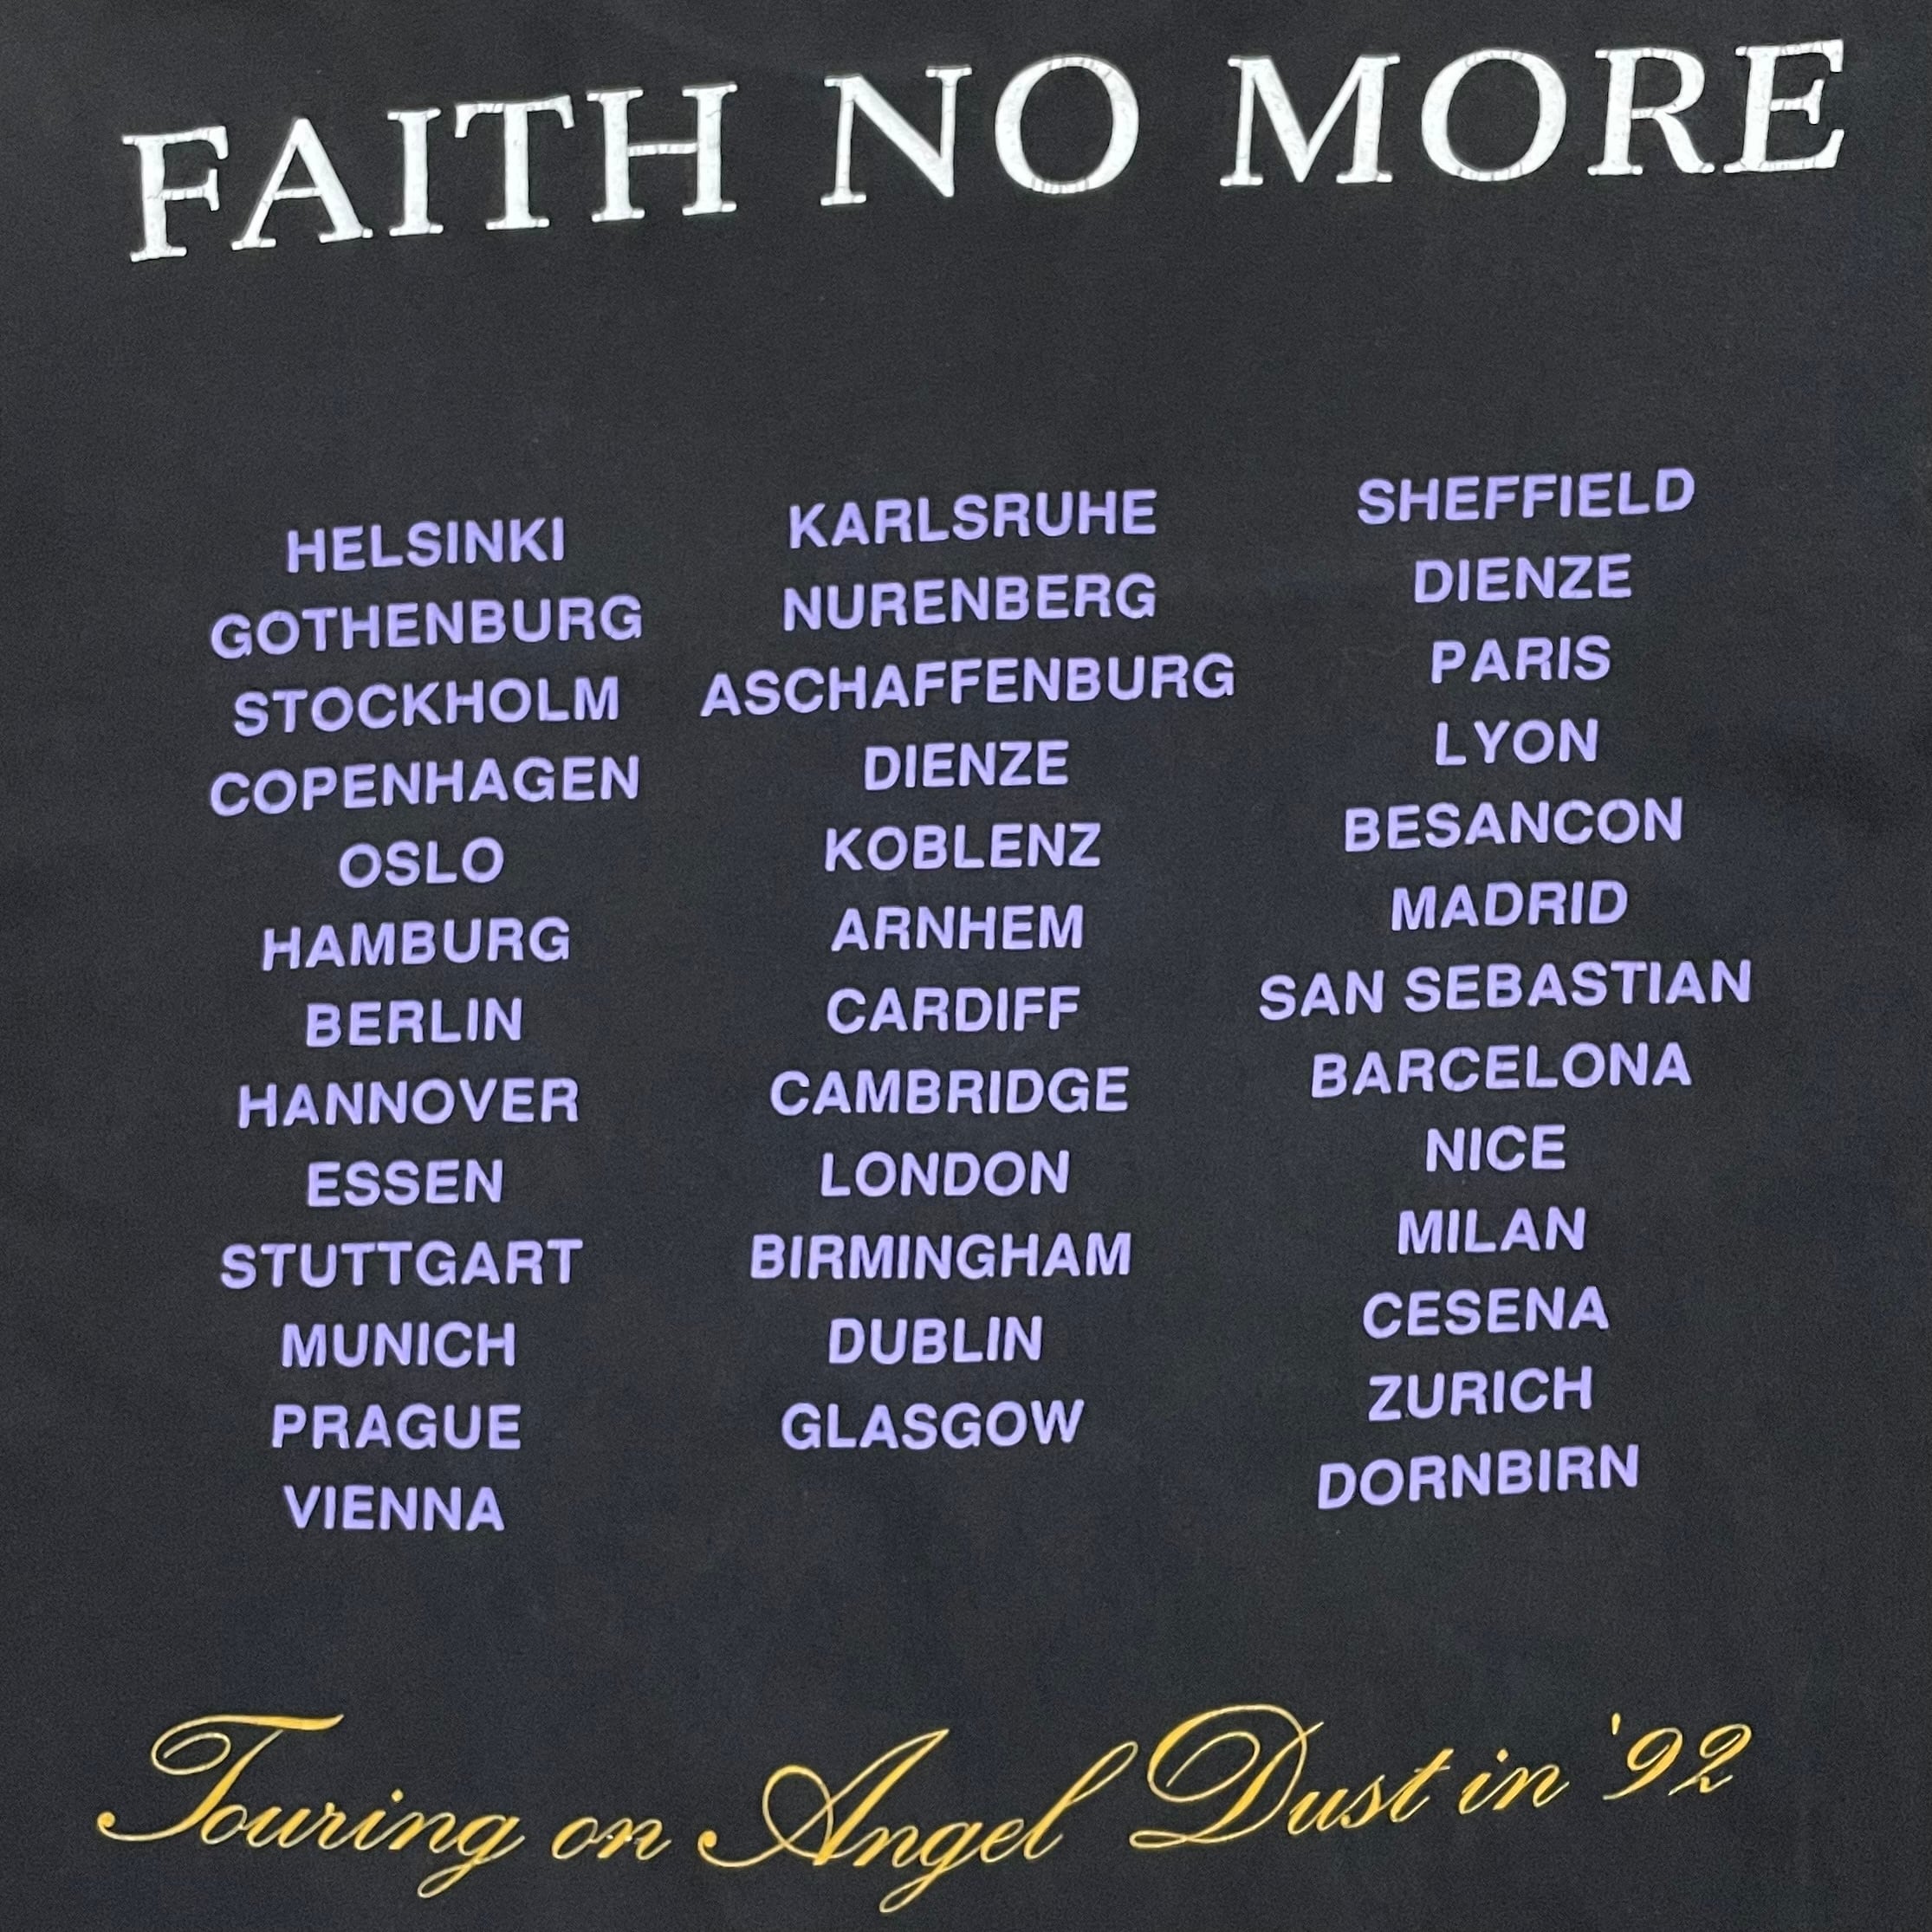 FAITH NO MORE
HELSINKI
GOTHENBURG
STOCKHOLM
COPENHAGEN
OSLO
HAMBURG
BERLIN
HANNOVER
ESSEN
STUTTGART
MUNICH
PRAGUE
VIENNA
KARLSRUHE
NURENBERG
ASCHAFFENBURG
DIENZE
KOBLENZ
ARNHEM
CARDIFF
CAMBRIDGE
LONDON
BIRMINGHAM
DUBLIN
GLASGOW
SHEFFIELD
DIENZE
PARIS
LYON
BESANCON
MADRID
SAN SEBASTIAN
BARCELONA
NICE
MILAN
CESENA
ZURICH
DORNBIRN
Touring on Angel Dust in '92